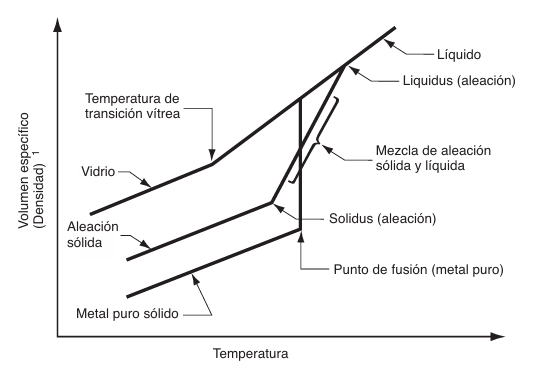 Líquido
Liquidus (aleación)
Temperatura de
transición vítrea
Mezcla de aleación
sólida y líquida
Vidrio
Solidus (aleación)
Aleación
sólida
Punto de fusión (metal puro)
Metal puro sólido
Volumen específico
(Densidad) 1
Temperatura